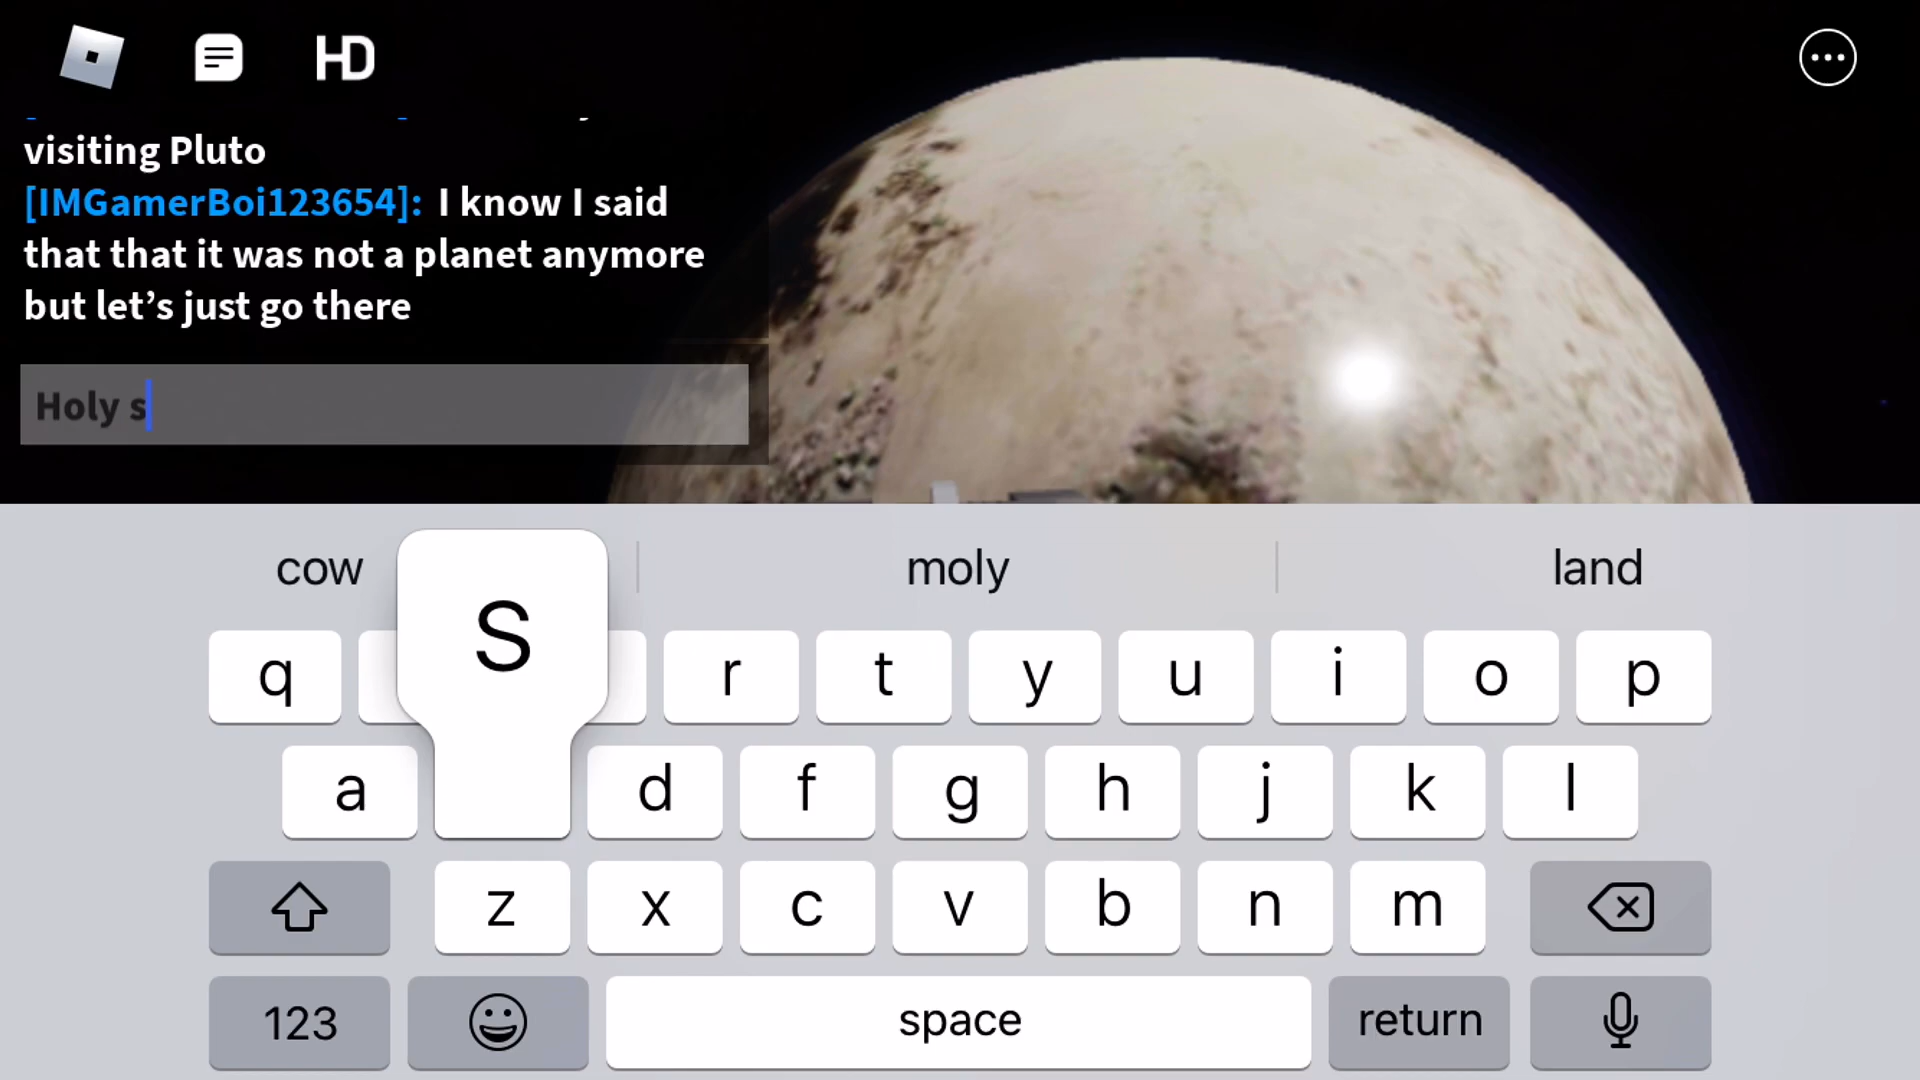 HD
visiting Pluto
[IMGamerBoi123654]: I know I said
that that it was not a planet anymore
but let's just go there
Holy s
cow moly land
S
q r t y u i o p
a d f g h j k l
z x c v b n m
123 space return